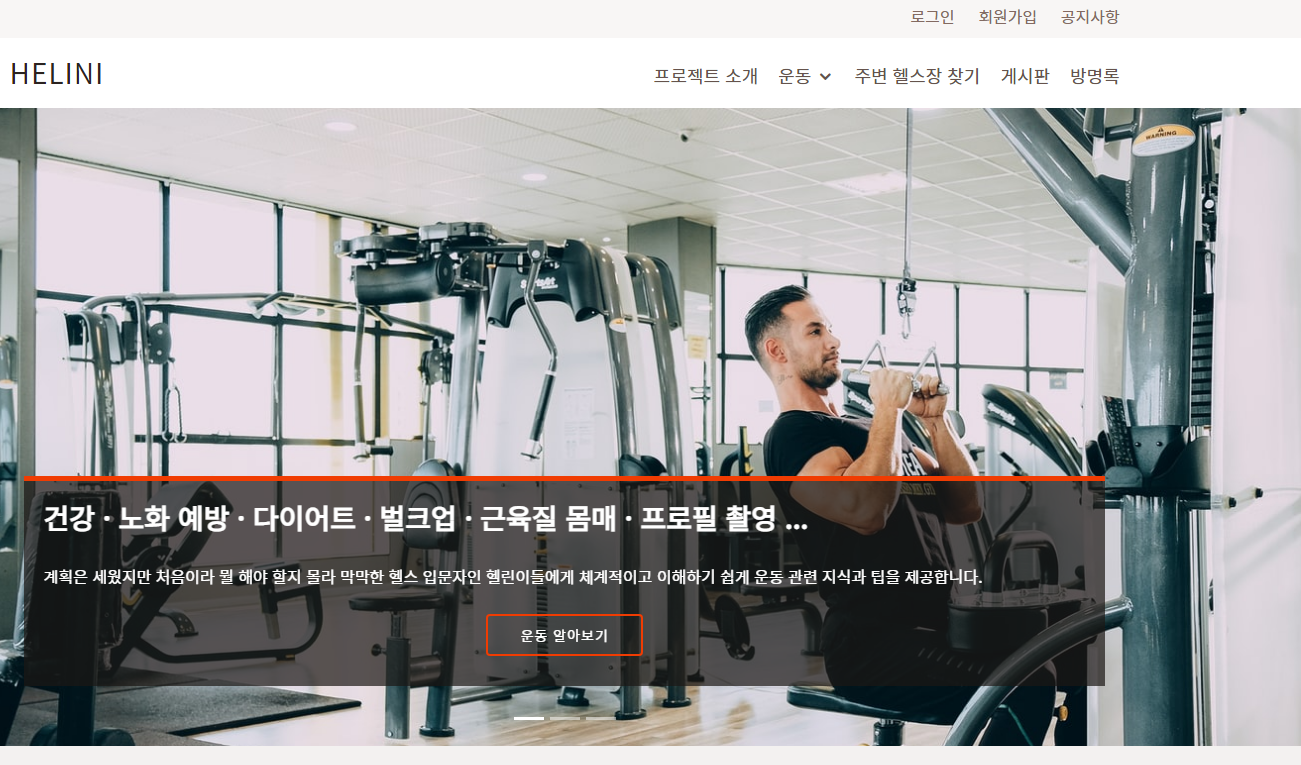 로그인 회원가입 공지사항
HELINI
프로젝트 소개 운동 주변 헬스장 찾기 게시판 방명록
WARNING
건강 · 노화 예방 · 다이어트 · 벌크업 · 근육질 몸매 · 프로필 촬영 ...
계획은 세웠지만 처음이라 뭘 해야 할지 몰라 막막한 헬스 입문자인 헬린이들에게 체계적이고 이해하기 쉽게 운동 관련 지식과 팁을 제공합니다.
운동 알아보기